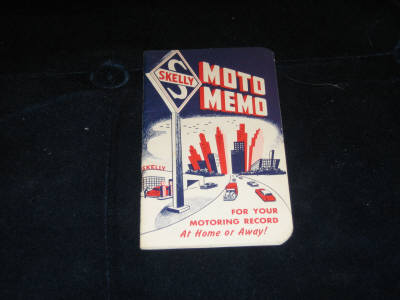 SKELLY
S
MOTO
MEMO
SKELLY
FOR YOUR
MOTORING RECORD
At Home or Away!